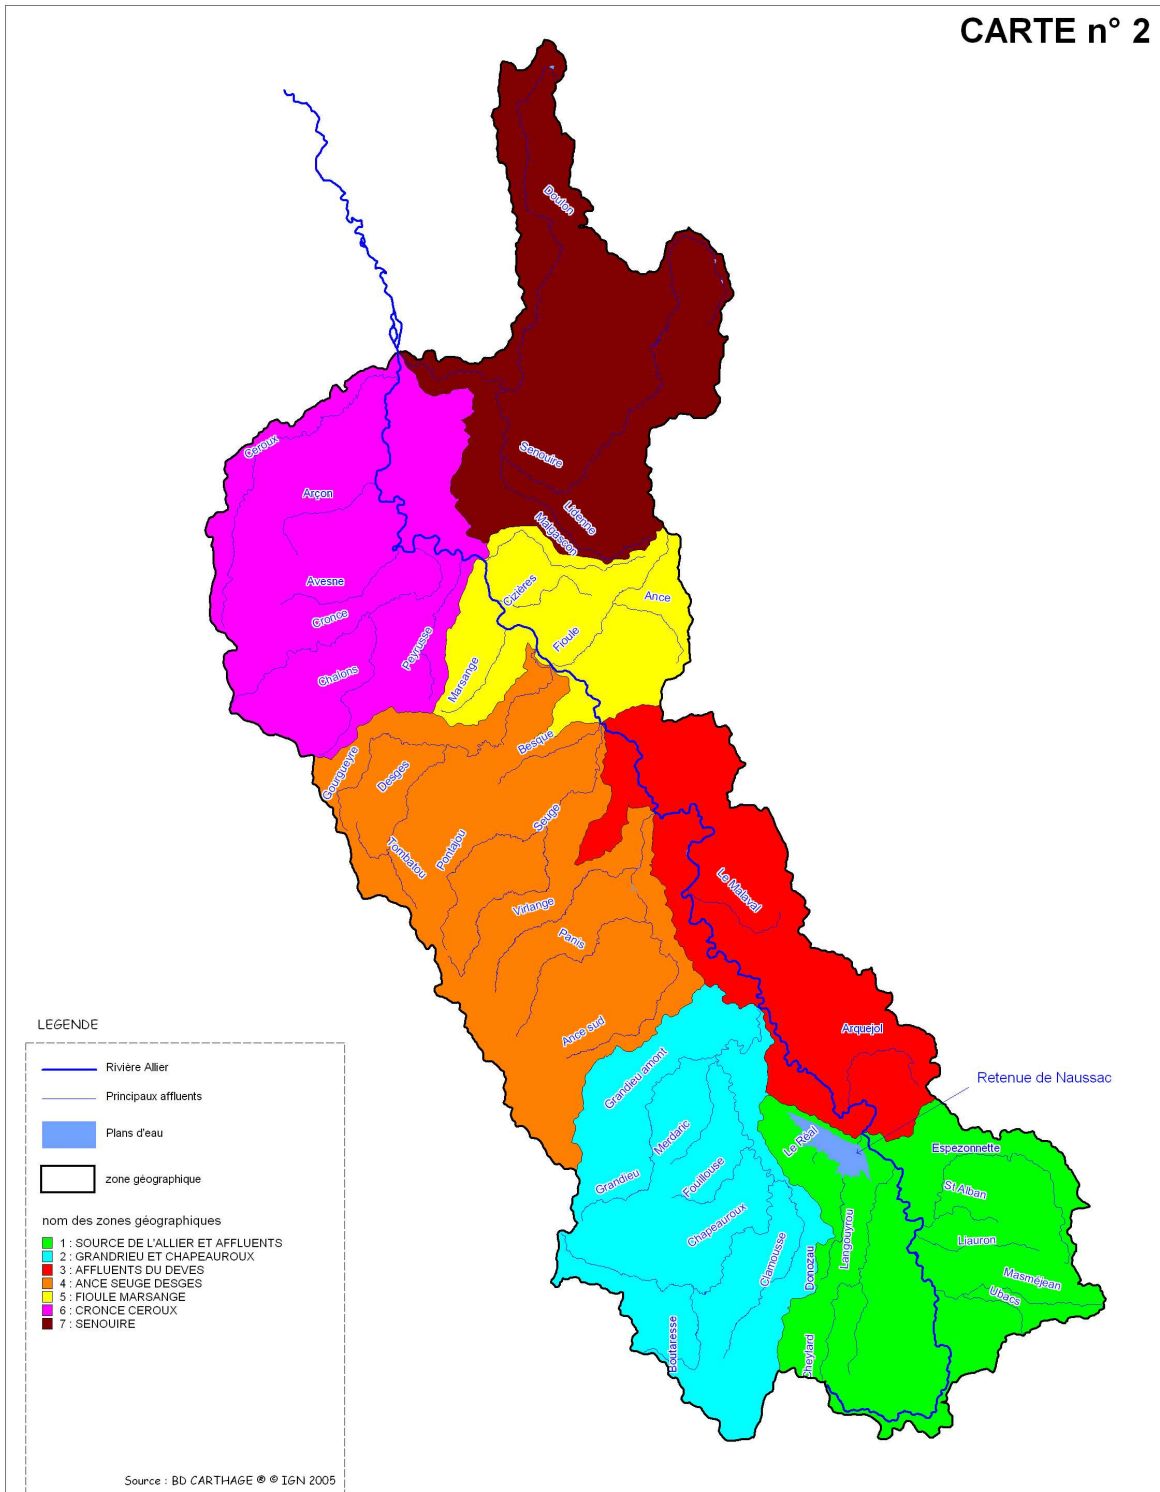 CARTE n° 2
Doulon
Senouire
Lidenne
Malgascon
Ceroux
Arçon
Avesne
Cronce
Chalons
Peyrusse
Cizières
Ance
Fioule
Marsange
Besque
Gourgueyre
Desges
Seuge
Pontajou
Tombatou
Virlange
Panis
Le Malaval
Ance sud
Arquejol
Grandieu amont
Retenue de Naussac
Merdaric
Le Réal
Espezonnette
St Alban
Grandieu
Fouillouse
Chapeauroux
Clamousse
Donozau
Langouyrou
Liauron
Masméjean
Ubacs
Boutaresse
Cheylard
LEGENDE
Rivière Allier
Principaux affluents
Plans d'eau
zone géographique
nom des zones géographiques
1 : SOURCE DE L'ALLIER ET AFFLUENTS
2 : GRANDRIEU ET CHAPEAUROUX
3 : AFFLUENTS DU DEVES
4 : ANCE SEUGE DESGES
5 : FIOULE MARSANGE
6 : CRONCE CEROUX
7 : SENOUIRE
Source : BD CARTHAGE ® © IGN 2005